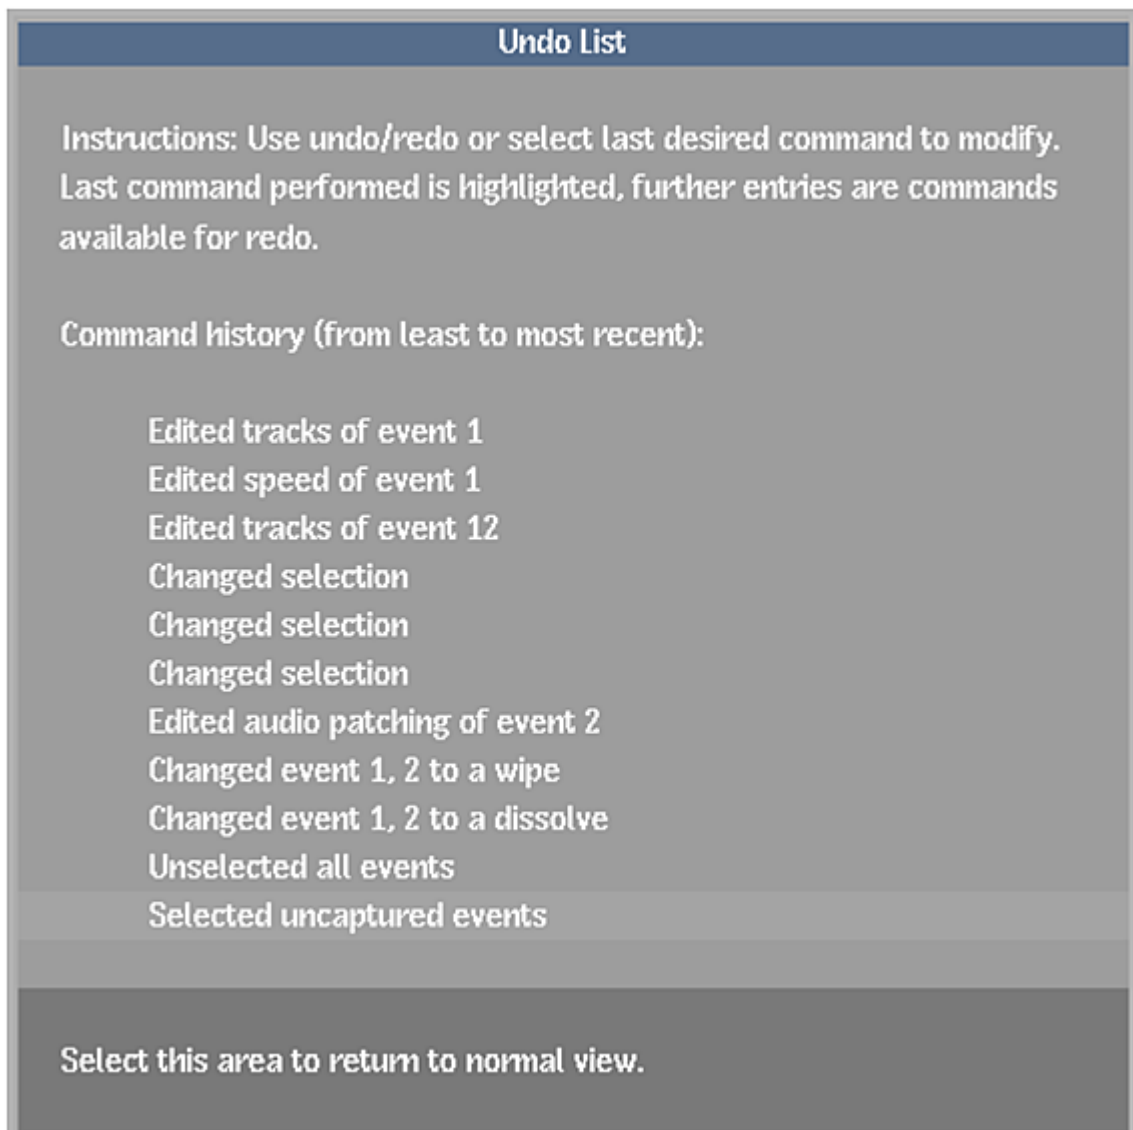 Undo List
Instructions: Use undo/redo or select last desired command to modify.
Last command performed is highlighted, further entries are commands
available for redo.
Command history (from least to most recent):
Edited tracks of event 1
Edited speed of event 1
Edited tracks of event 12
Changed selection
Changed selection
Changed selection
Edited audio patching of event 2
Changed event 1, 2 to a wipe
Changed event 1, 2 to a dissolve
Unselected all events
Selected uncaptured events
Select this area to return to normal view.